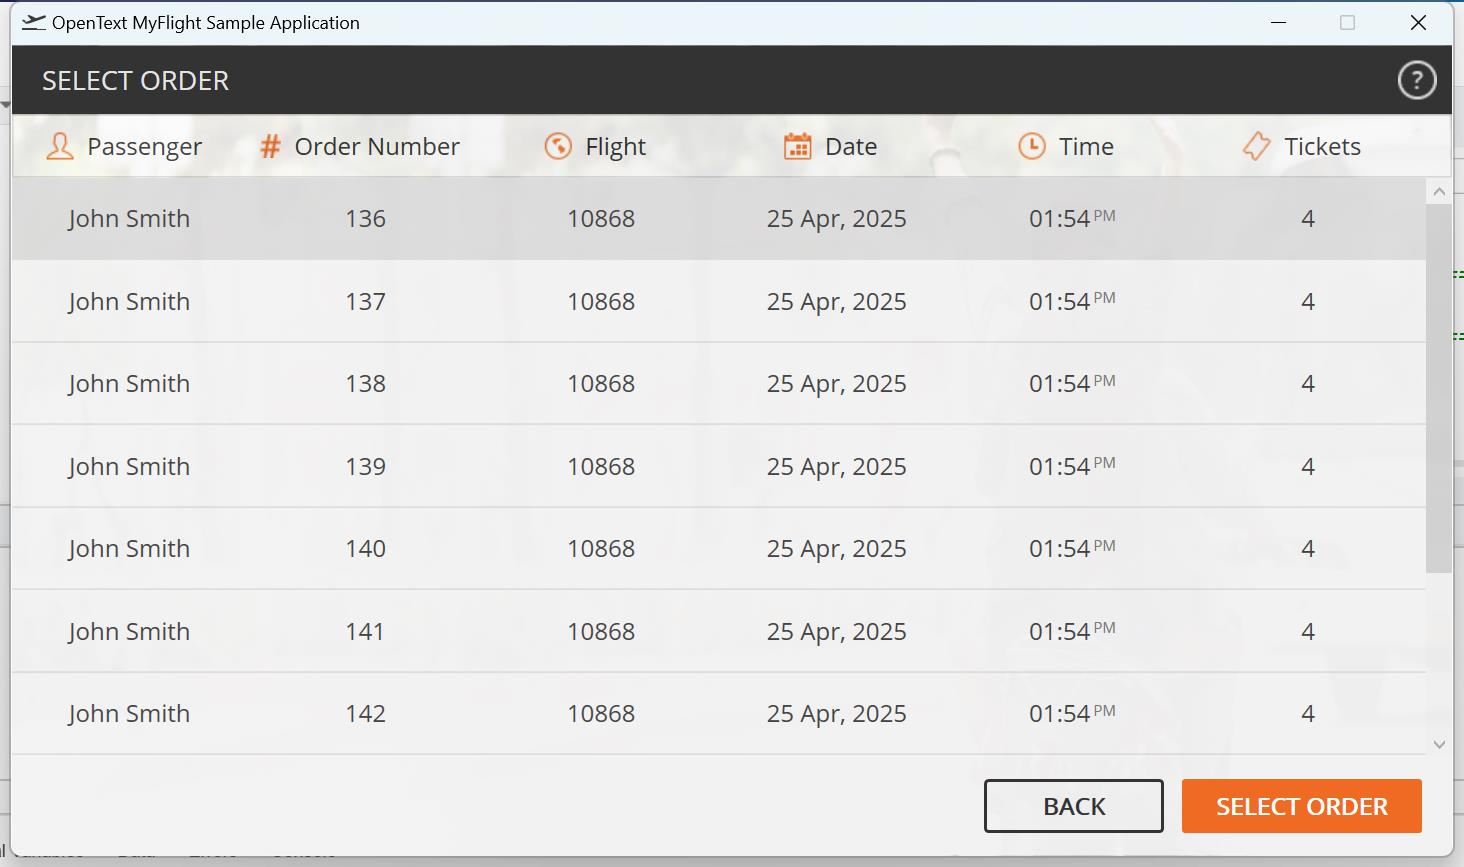 OpenText MyFlight Sample Application
SELECT ORDER
?
Passenger # Order Number Flight Date Time Tickets
John Smith 136 10868 25 Apr, 2025 01:54 PM 4
John Smith 137 10868 25 Apr, 2025 01:54 PM 4
John Smith 138 10868 25 Apr, 2025 01:54 PM 4
John Smith 139 10868 25 Apr, 2025 01:54 PM 4
John Smith 140 10868 25 Apr, 2025 01:54 PM 4
John Smith 141 10868 25 Apr, 2025 01:54 PM 4
John Smith 142 10868 25 Apr, 2025 01:54 PM 4
BACK SELECT ORDER